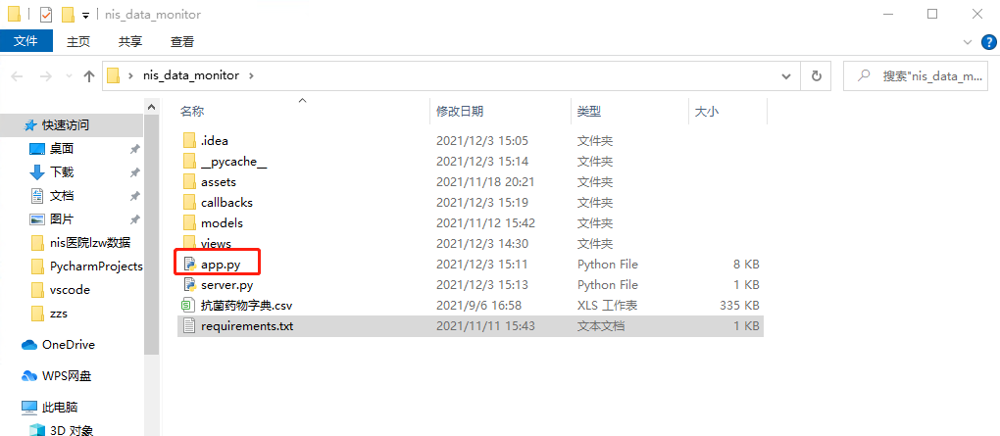 nis_data_monitor
文件 主页 共享 查看
nis_data_monitor 搜索"nis_data_m...
名称 修改日期 类型 大小
快速访问
桌面
下载
文档
图片
nis医院lzw数据
PycharmProjects
vscode
zzs
OneDrive
WPS网盘
此电脑
3D 对象
.idea 2021/12/3 15:05 文件夹
__pycache__ 2021/12/3 15:14 文件夹
assets 2021/11/18 20:21 文件夹
callbacks 2021/12/3 15:19 文件夹
models 2021/11/12 15:42 文件夹
views 2021/12/3 14:30 文件夹
app.py 2021/12/3 15:11 Python File 8 KB
server.py 2021/12/3 15:13 Python File 1 KB
抗菌药物字典.csv 2021/9/6 16:58 XLS 工作表 335 KB
requirements.txt 2021/11/11 15:43 文本文档 1 KB